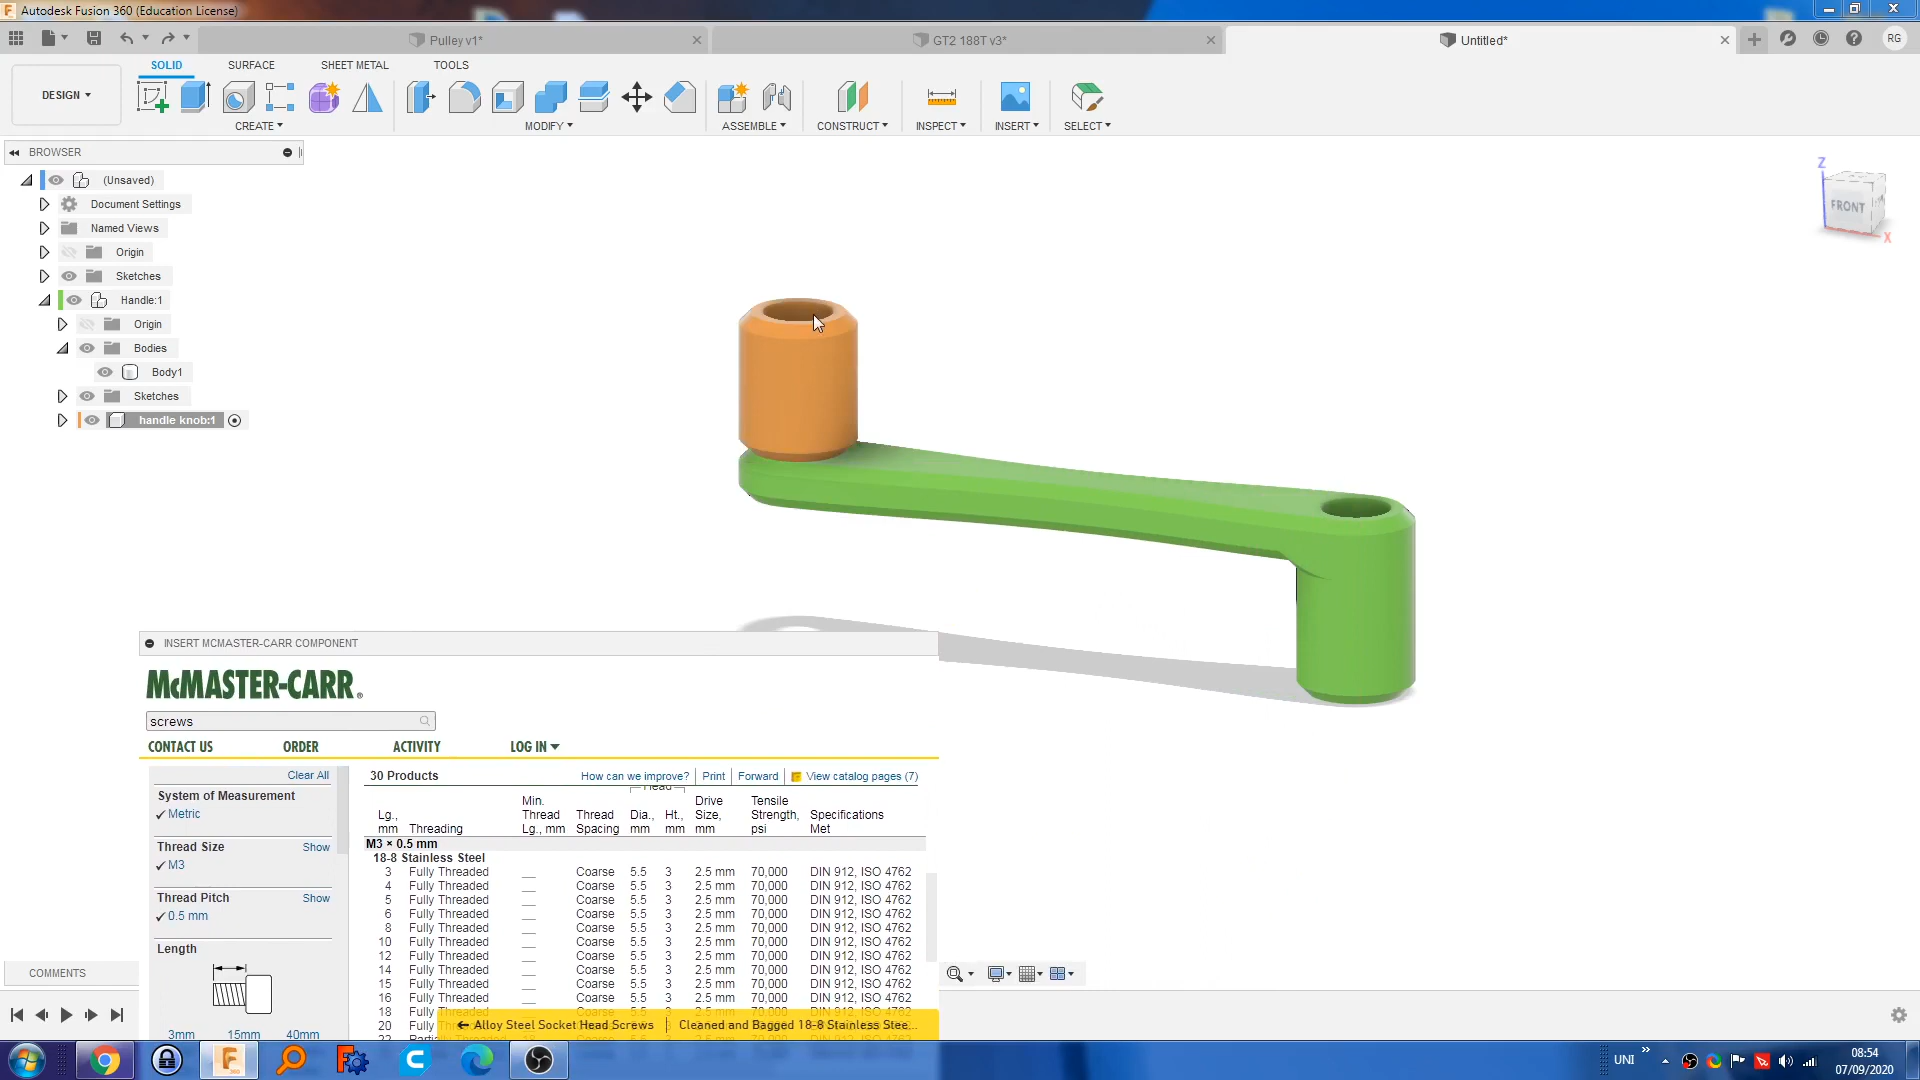 Autodesk Fusion 360 (Education License)
Pulley v1*
GT2 188T v3*
Untitled*
RG
DESIGN
SOLID
SURFACE
SHEET METAL
TOOLS
CREATE
MODIFY
ASSEMBLE
CONSTRUCT
INSPECT
INSERT
SELECT
BROWSER
(Unsaved)
Document Settings
Named Views
Origin
Sketches
Handle:1
Origin
Bodies
Body1
Sketches
handle knob:1
Z
FRONT
X
INSERT MCMASTER-CARR COMPONENT
McMASTER-CARR®
screws
CONTACT US ORDER ACTIVITY LOG IN
Clear All
System of Measurement
Metric
Thread Size Show
M3
Thread Pitch Show
0.5 mm
Length
3mm 15mm 40mm
30 Products How can we improve? Print Forward View catalog pages (7)
Head
Min. Drive Tensile
Lg., Thread Thread Dia., Ht., Size, Strength, Specifications
mm Threading Lg., mm Spacing mm mm mm psi Met
M3 × 0.5 mm
18-8 Stainless Steel
3 Fully Threaded __ Coarse 5.5 3 2.5 mm 70,000 DIN 912, ISO 4762
4 Fully Threaded __ Coarse 5.5 3 2.5 mm 70,000 DIN 912, ISO 4762
5 Fully Threaded __ Coarse 5.5 3 2.5 mm 70,000 DIN 912, ISO 4762
6 Fully Threaded __ Coarse 5.5 3 2.5 mm 70,000 DIN 912, ISO 4762
8 Fully Threaded __ Coarse 5.5 3 2.5 mm 70,000 DIN 912, ISO 4762
10 Fully Threaded __ Coarse 5.5 3 2.5 mm 70,000 DIN 912, ISO 4762
12 Fully Threaded __ Coarse 5.5 3 2.5 mm 70,000 DIN 912, ISO 4762
14 Fully Threaded __ Coarse 5.5 3 2.5 mm 70,000 DIN 912, ISO 4762
15 Fully Threaded __ Coarse 5.5 3 2.5 mm 70,000 DIN 912, ISO 4762
16 Fully Threaded __ Coarse 5.5 3 2.5 mm 70,000 DIN 912, ISO 4762
18
20 Fully
Alloy Steel Socket Head Screws Cleaned and Bagged 18-8 Stainless Stee...
COMMENTS
UNI
08:54
07/09/2020